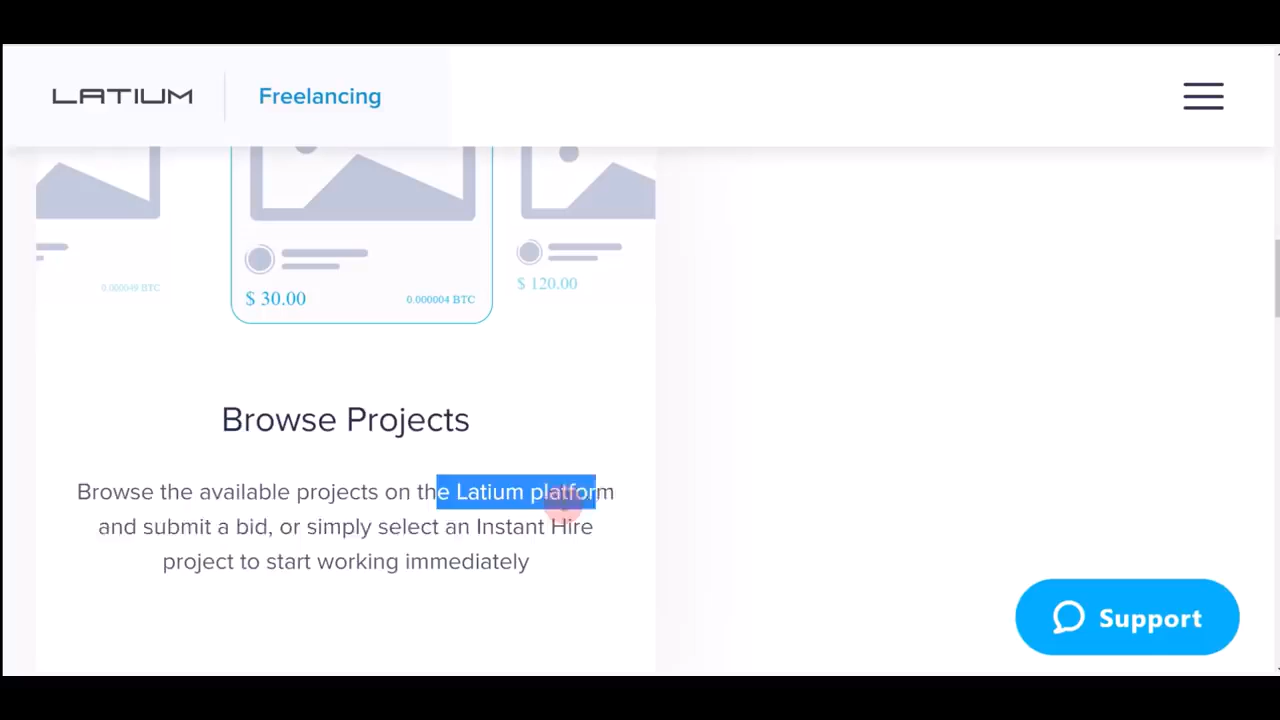 LATIUM
Freelancing
0.000049 BTC
$ 30.00
0.000004 BTC
$ 120.00
Browse Projects
Browse the available projects on the Latium platform
and submit a bid, or simply select an Instant Hire
project to start working immediately
Support